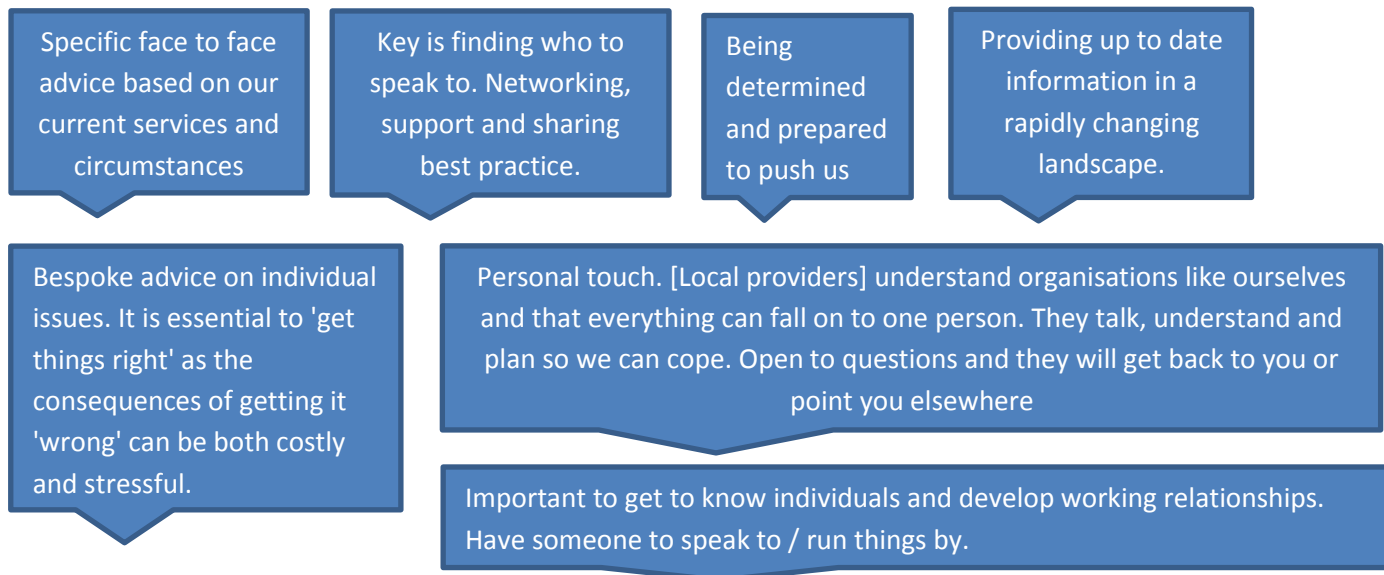 Specific face to face
advice based on our
current services and
circumstances
Key is finding who to
speak to. Networking,
support and sharing
best practice.
Being
determined
and prepared
to push us
Providing up to date
information in a
rapidly changing
landscape.
Bespoke advice on individual
issues. It is essential to 'get
things right' as the
consequences of getting it
'wrong' can be both costly
and stressful.
Personal touch. [Local providers] understand organisations like ourselves
and that everything can fall on to one person. They talk, understand and
plan so we can cope. Open to questions and they will get back to you or
point you elsewhere
Important to get to know individuals and develop working relationships.
Have someone to speak to / run things by.